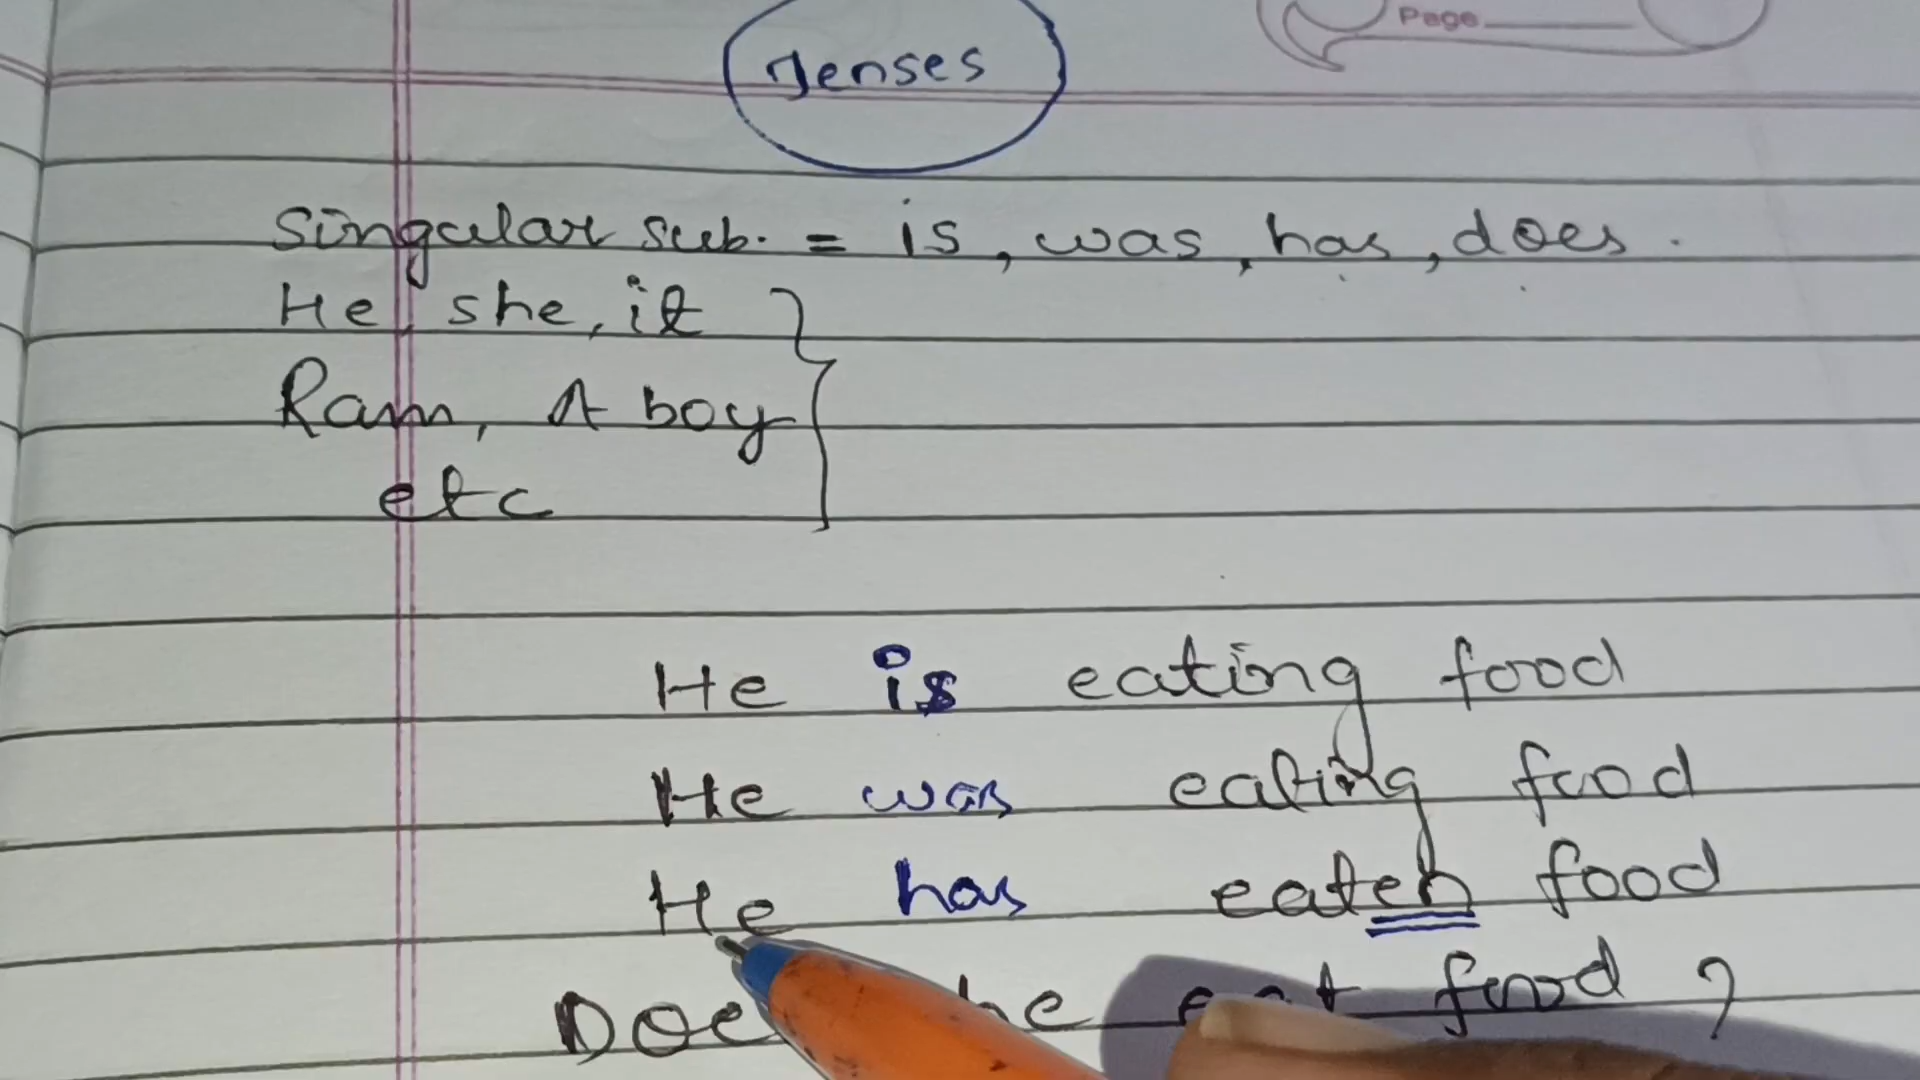 Page
Tenses
Singular sub. = is, was, has, does.
He, she, it
Ram, A boy
etc
He is eating food
He was eating food
He has eaten food
food ?